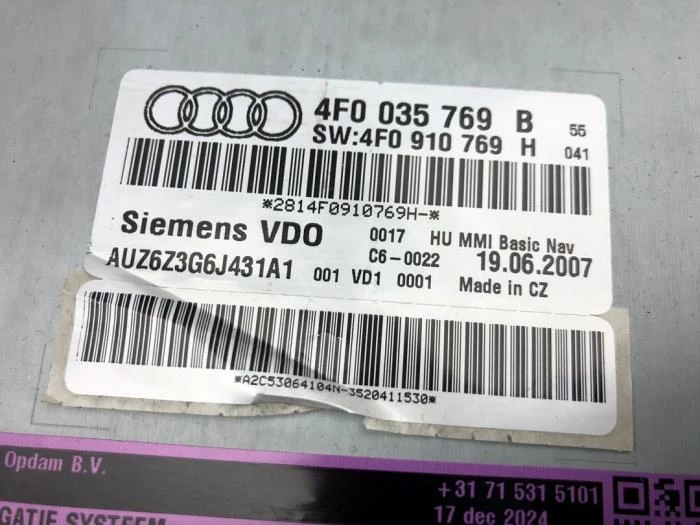 4F0 035 769 B 55
SW:4F0 910 769 H 041
*2814F0910769H-*
Siemens VDO 0017 HU MMI Basic Nav
C6-0022 19.06.2007
AUZ6Z3G6J431A1 001 VD1 0001 Made in CZ
*A2C53064104N-3520411530*
Opdam B.V.
+31 71 531 5101
17 dec 2024
GATIE SYSTEEM